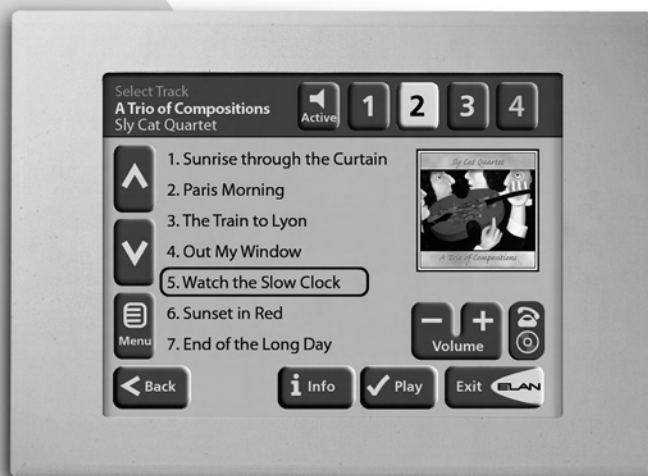 Select Track
A Trio of Compositions
Sly Cat Quartet
Active
1 2 3 4
1. Sunrise through the Curtain
2. Paris Morning
3. The Train to Lyon
4. Out My Window
5. Watch the Slow Clock
6. Sunset in Red
7. End of the Long Day
Sly Cat Quartet
A Trio of Compositions
Menu
Volume
Back
Info
Play
Exit ELAN